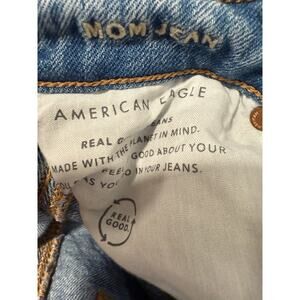 MOM JEAN
AMERICAN EAGLE
JEANS
REAL
PLANET IN MIND.
MADE WITH THE GOOD ABOUT YOUR
IN YOUR JEANS.
REAL
GOOD.